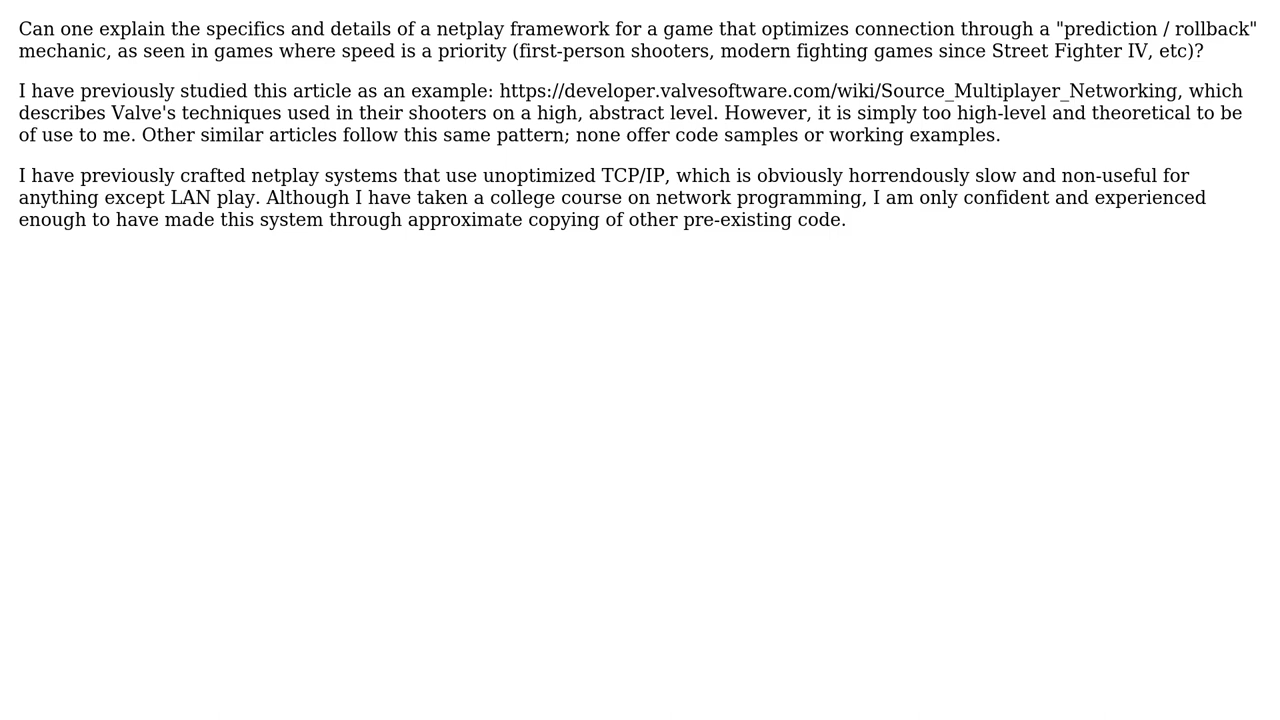 Can one explain the specifics and details of a netplay framework for a game that optimizes connection through a "prediction / rollback"
mechanic, as seen in games where speed is a priority (first-person shooters, modern fighting games since Street Fighter IV, etc)?
I have previously studied this article as an example: https://developer.valvesoftware.com/wiki/Source_Multiplayer_Networking, which
describes Valve's techniques used in their shooters on a high, abstract level. However, it is simply too high-level and theoretical to be
of use to me. Other similar articles follow this same pattern; none offer code samples or working examples.
I have previously crafted netplay systems that use unoptimized TCP/IP, which is obviously horrendously slow and non-useful for
anything except LAN play. Although I have taken a college course on network programming, I am only confident and experienced
enough to have made this system through approximate copying of other pre-existing code.